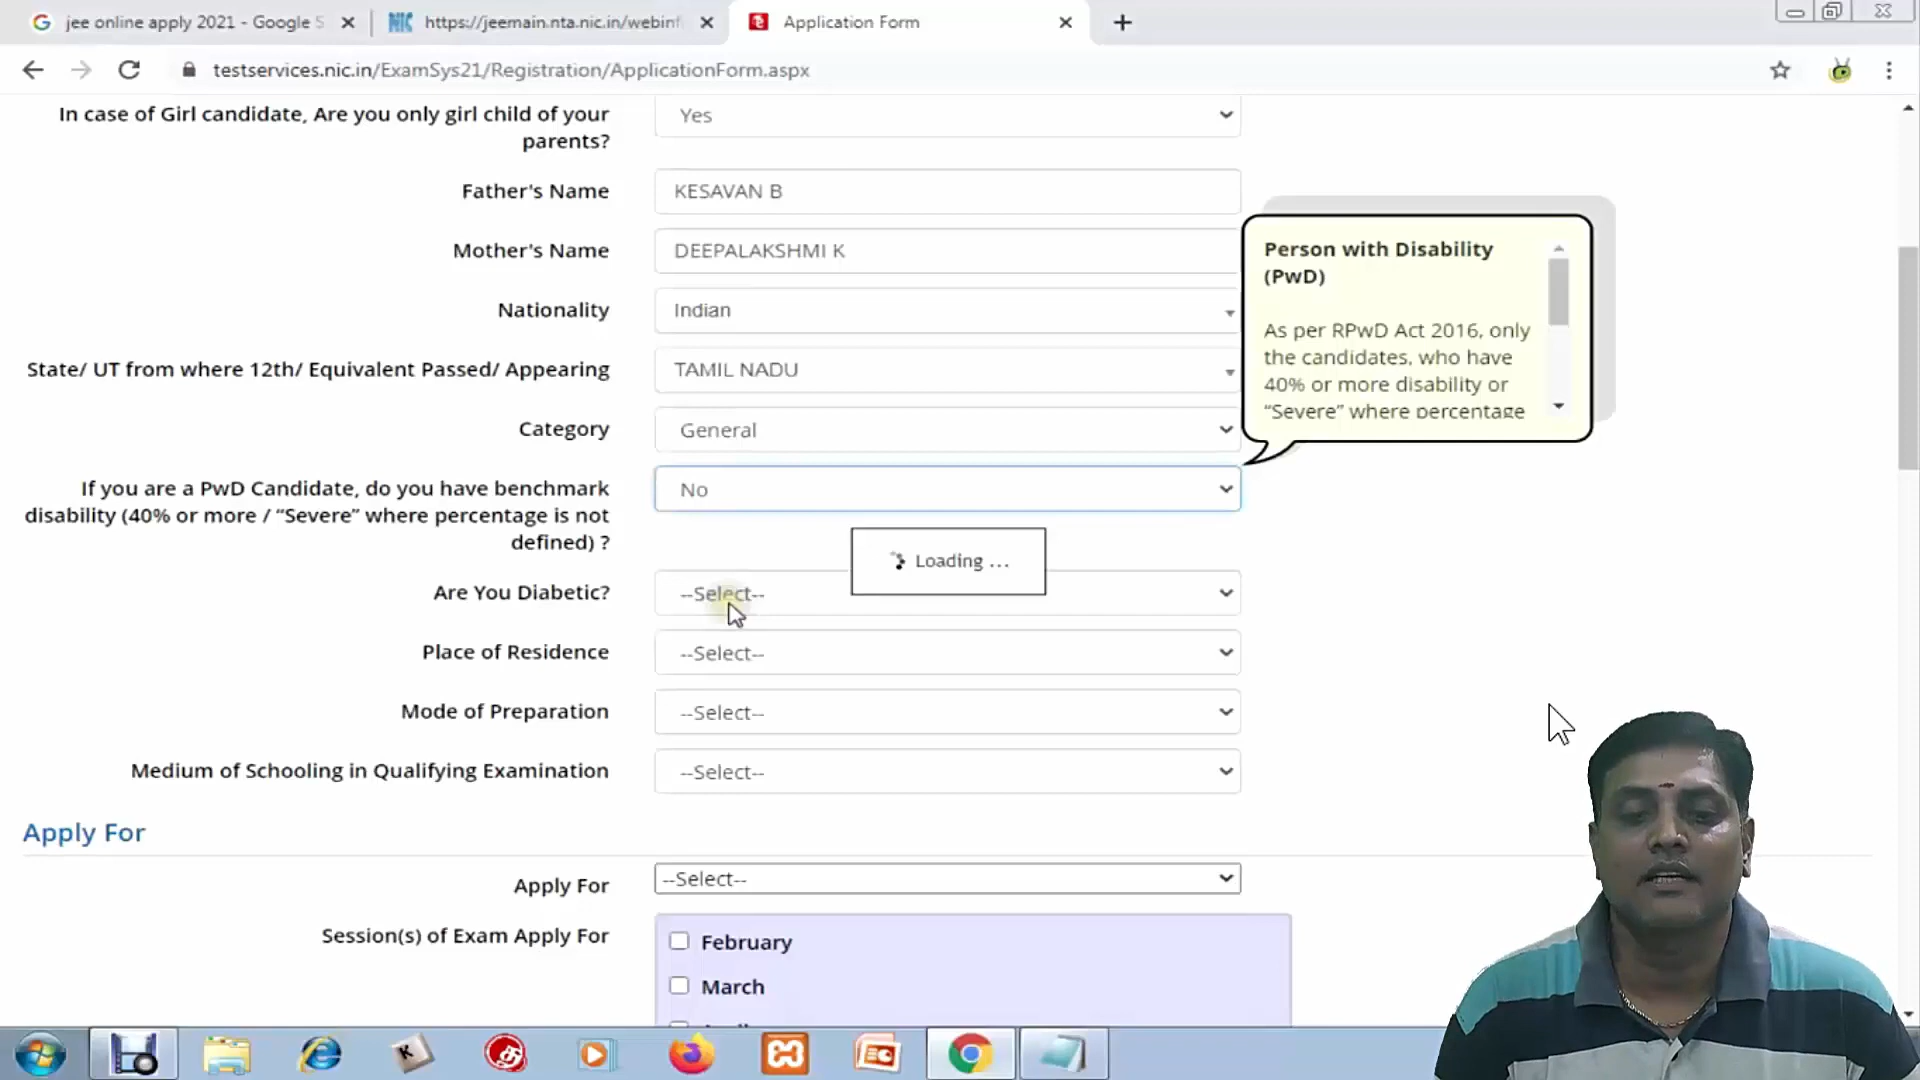 jee online apply 2021 - Google S
https://jeemain.nta.nic.in/webinf
Application Form
testservices.nic.in/ExamSys21/Registration/ApplicationForm.aspx
In case of Girl candidate, Are you only girl child of your
parents?
Yes
Father's Name
KESAVAN B
Mother's Name
DEEPALAKSHMI K
Nationality
Indian
State/ UT from where 12th/ Equivalent Passed/ Appearing
TAMIL NADU
Category
General
If you are a PwD Candidate, do you have benchmark
disability (40% or more / “Severe” where percentage is not
defined) ?
No
Person with Disability
(PwD)
As per RPwD Act 2016, only
the candidates, who have
40% or more disability or
“Severe” where percentage
Loading ...
Are You Diabetic?
--Select--
Place of Residence
--Select--
Mode of Preparation
--Select--
Medium of Schooling in Qualifying Examination
--Select--
Apply For
Apply For
--Select--
Session(s) of Exam Apply For
February
March